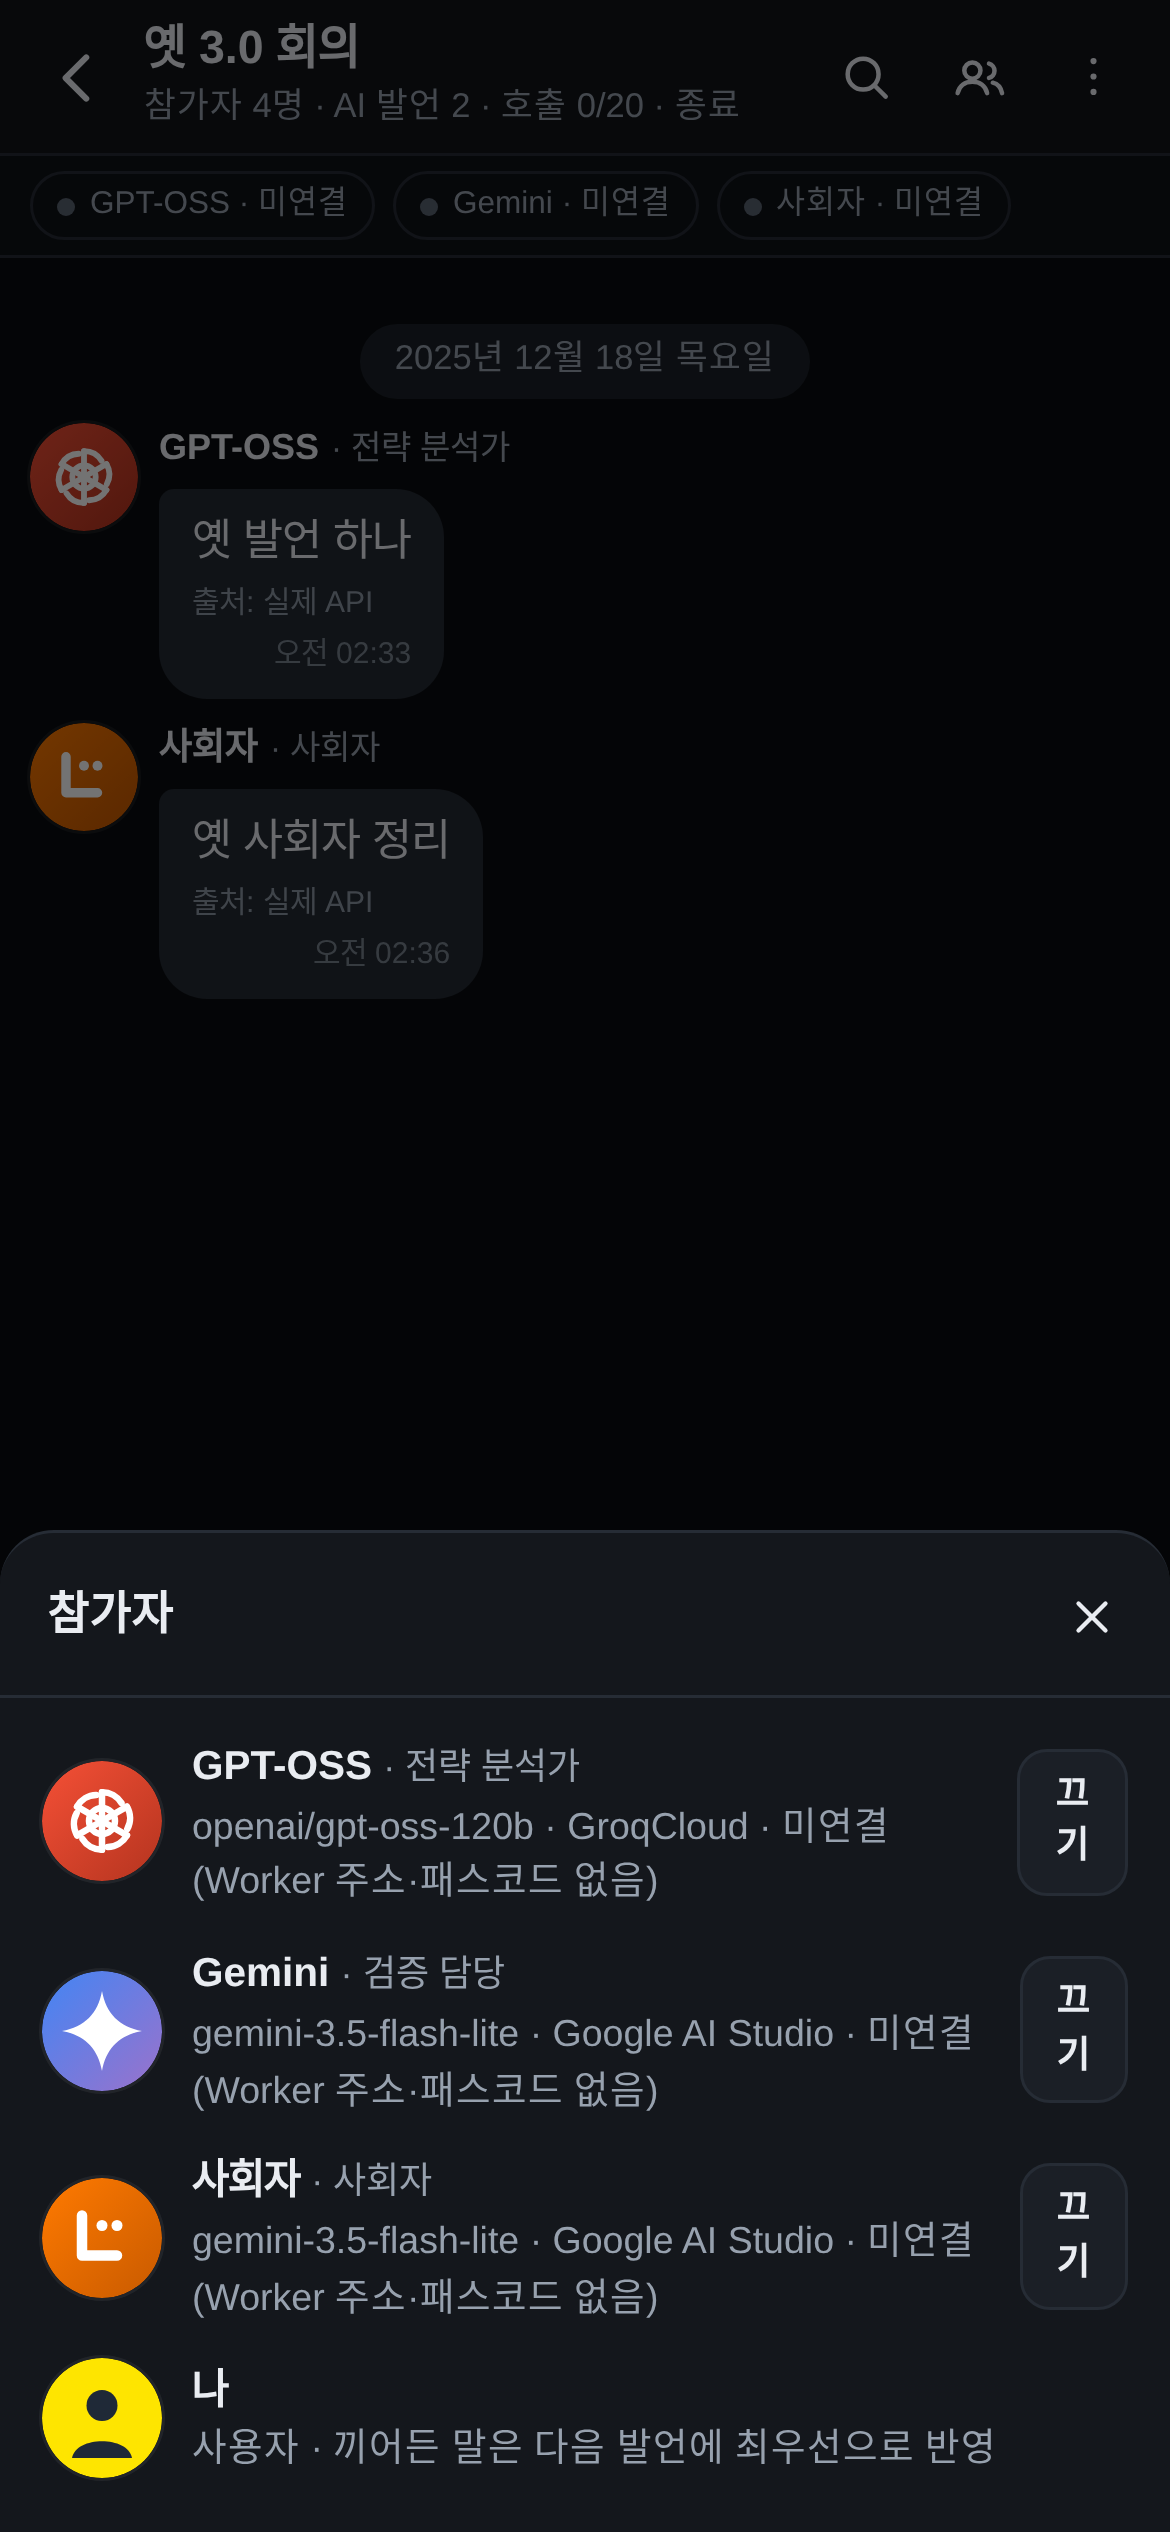 옛 3.0 회의
참가자 4명 · AI 발언 2 · 호출 0/20 · 종료
GPT-OSS · 미연결
Gemini · 미연결
사회자 · 미연결
2025년 12월 18일 목요일
GPT-OSS · 전략 분석가
옛 발언 하나
출처: 실제 API
오전 02:33
사회자 · 사회자
옛 사회자 정리
출처: 실제 API
오전 02:36
참가자
GPT-OSS · 전략 분석가
openai/gpt-oss-120b · GroqCloud · 미연결
(Worker 주소·패스코드 없음)
끄
기
Gemini · 검증 담당
gemini-3.5-flash-lite · Google AI Studio · 미연결
(Worker 주소·패스코드 없음)
끄
기
사회자 · 사회자
gemini-3.5-flash-lite · Google AI Studio · 미연결
(Worker 주소·패스코드 없음)
끄
기
나
사용자 · 끼어든 말은 다음 발언에 최우선으로 반영